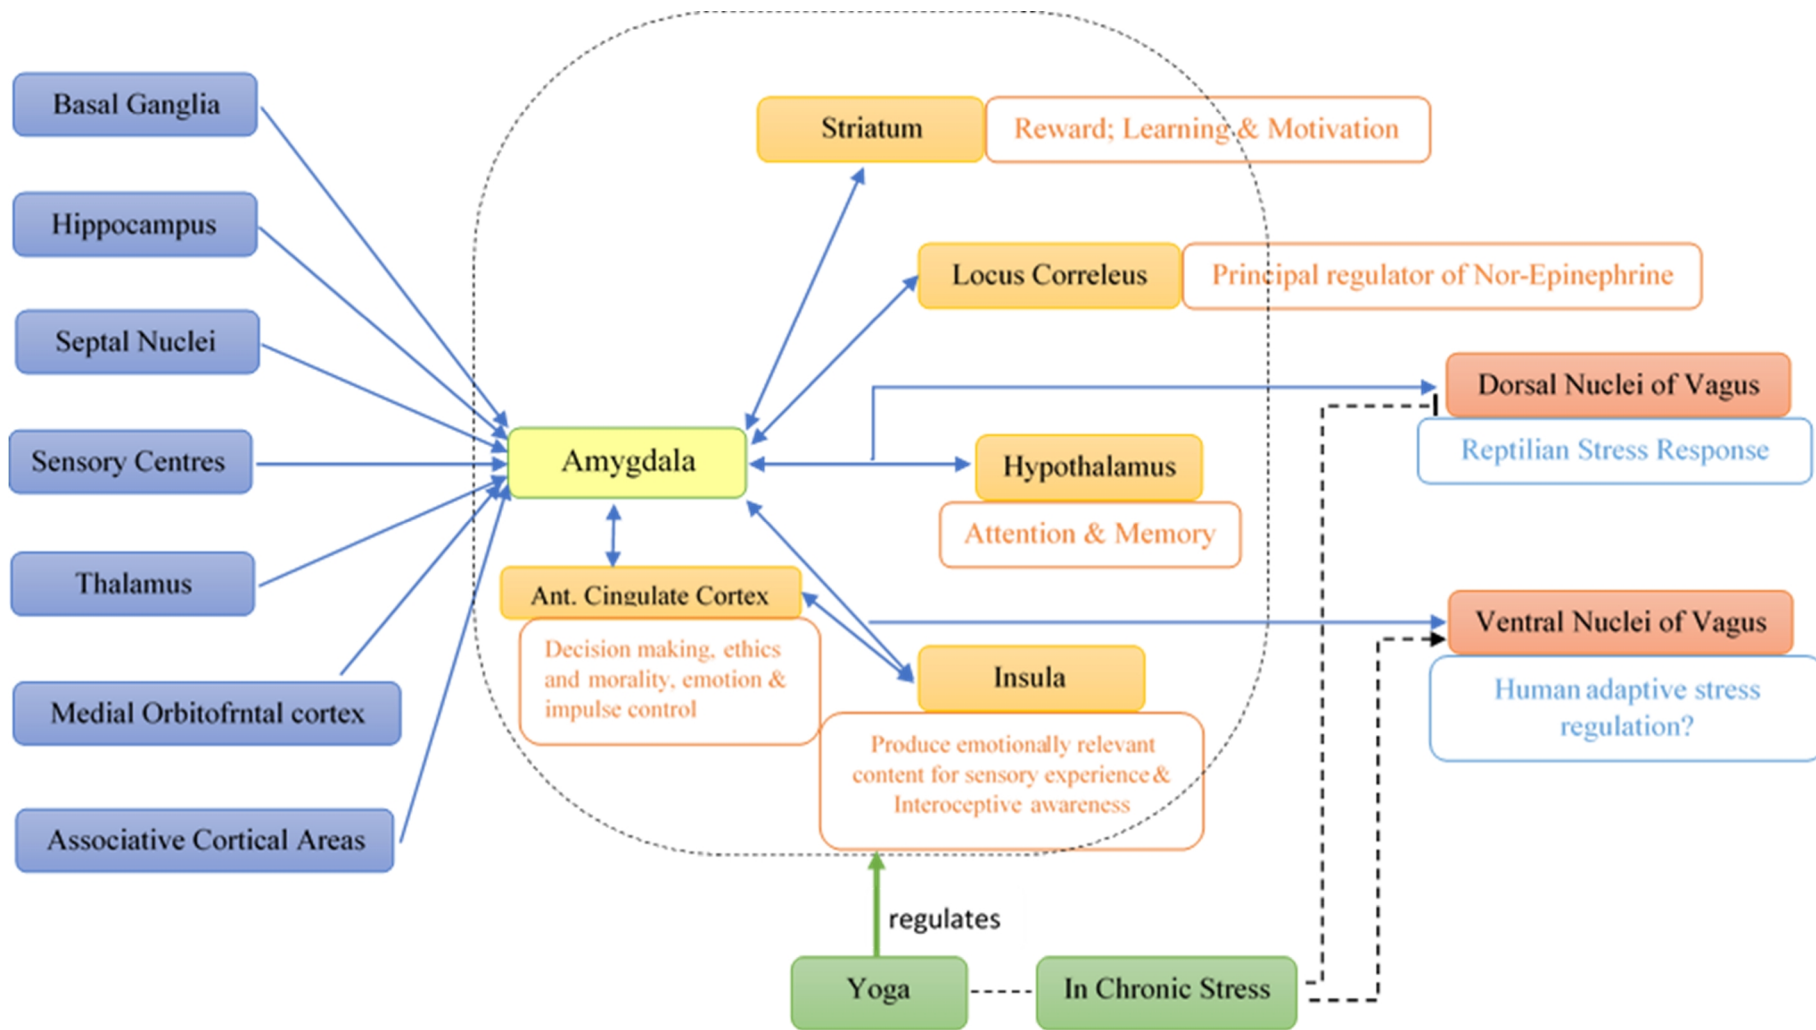 Basal Ganglia
Hippocampus
Septal Nuclei
Sensory Centres
Thalamus
Medial Orbitofrntal cortex
Associative Cortical Areas
Amygdala
Striatum
Reward; Learning & Motivation
Locus Correleus
Principal regulator of Nor-Epinephrine
Hypothalamus
Attention & Memory
Ant. Cingulate Cortex
Decision making, ethics
and morality, emotion &
impulse control
Insula
Produce emotionally relevant
content for sensory experience &
Interoceptive awareness
Dorsal Nuclei of Vagus
Reptilian Stress Response
Ventral Nuclei of Vagus
Human adaptive stress
regulation?
regulates
Yoga
In Chronic Stress